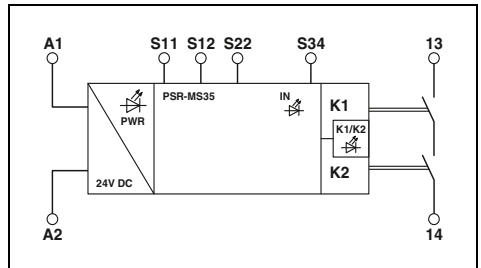 A1 S11 S12 S22 S34 13
PSR-MS35 IN K1
PWR K1/K2
24V DC K2
A2 14